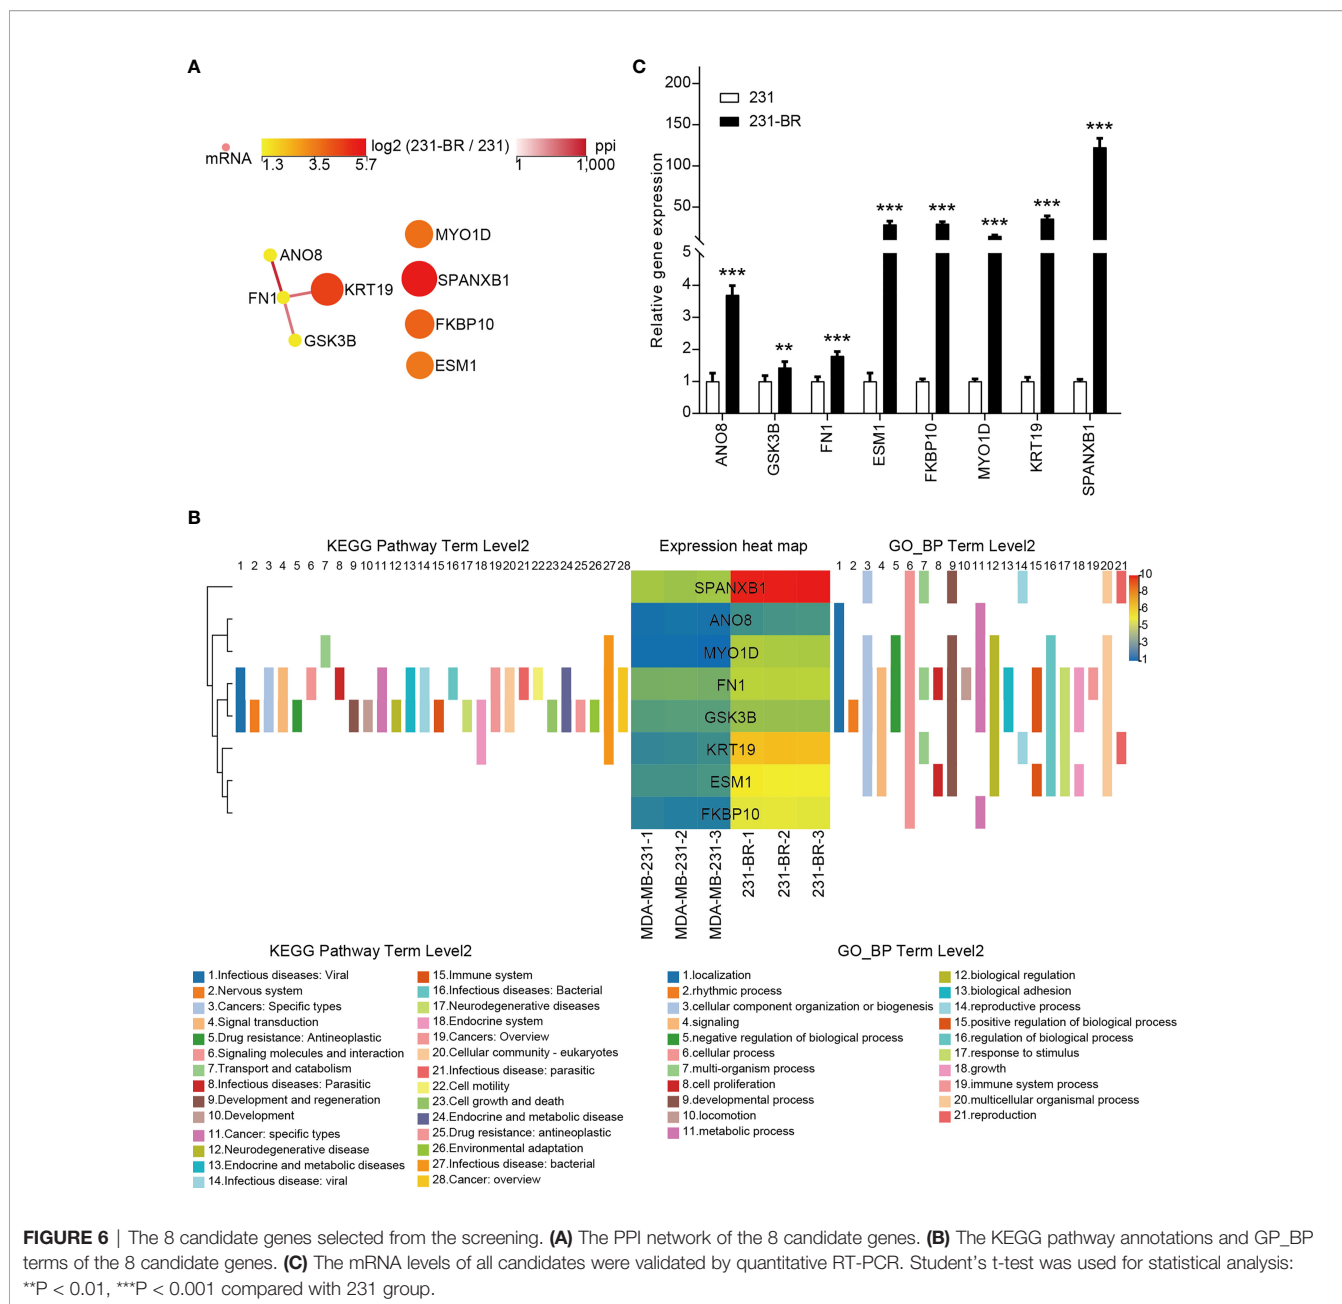 A
mRNA
1.3 3.5 5.7
log2 (231-BR / 231)
1 1,000
ppi
ANO8
FN1
KRT19
GSK3B
MYO1D
SPANXB1
FKBP10
ESM1
C
231
231-BR
Relative gene expression
200
150
100
50
5
4
3
2
1
0
***
**
***
***
***
***
***
***
ANO8
GSK3B
FN1
ESM1
FKBP10
MYO1D
KRT19
SPANXB1
B
KEGG Pathway Term Level2
Expression heat map
GO_BP Term Level2
1 2 3 4 5 6 7 8 9 10 11 12 13 14 15 16 17 18 19 20 21 22 23 24 25 26 27 28
1 2 3 4 5 6 7 8 9 10 11 12 13 14 15 16 17 18 19 20 21
SPANXB1
ANO8
MYO1D
FN1
GSK3B
KRT19
ESM1
FKBP10
10
6
5
3
-1
MDA-MB-231-1
MDA-MB-231-2
MDA-MB-231-3
231-BR-1
231-BR-2
231-BR-3
KEGG Pathway Term Level2
1.Infectious diseases: Viral
2.Nervous system
3.Cancers: Specific types
4.Signal transduction
5.Drug resistance: Antineoplastic
6.Signaling molecules and interaction
7.Transport and catabolism
8.Infectious diseases: Parasitic
9.Development and regeneration
10.Development
11.Cancer: specific types
12.Neurodegenerative disease
13.Endocrine and metabolic diseases
14.Infectious disease: viral
15.Immune system
16.Infectious diseases: Bacterial
17.Neurodegenerative diseases
18.Endocrine system
19.Cancers: Overview
20.Cellular community - eukaryotes
21.Infectious disease: parasitic
22.Cell motility
23.Cell growth and death
24.Endocrine and metabolic disease
25.Drug resistance: antineoplastic
26.Environmental adaptation
27.Infectious disease: bacterial
28.Cancer: overview
GO_BP Term Level2
1.localization
2.rhythmic process
3.cellular component organization or biogenesis
4.signaling
5.negative regulation of biological process
6.cellular process
7.multi-organism process
8.cell proliferation
9.developmental process
10.locomotion
11.metabolic process
12.biological regulation
13.biological adhesion
14.reproductive process
15.positive regulation of biological process
16.regulation of biological process
17.response to stimulus
18.growth
19.immune system process
20.multicellular organismal process
21.reproduction
FIGURE 6 | The 8 candidate genes selected from the screening. (A) The PPI network of the 8 candidate genes. (B) The KEGG pathway annotations and GP_BP
terms of the 8 candidate genes. (C) The mRNA levels of all candidates were validated by quantitative RT-PCR. Student's t-test was used for statistical analysis:
**P < 0.01, ***P < 0.001 compared with 231 group.